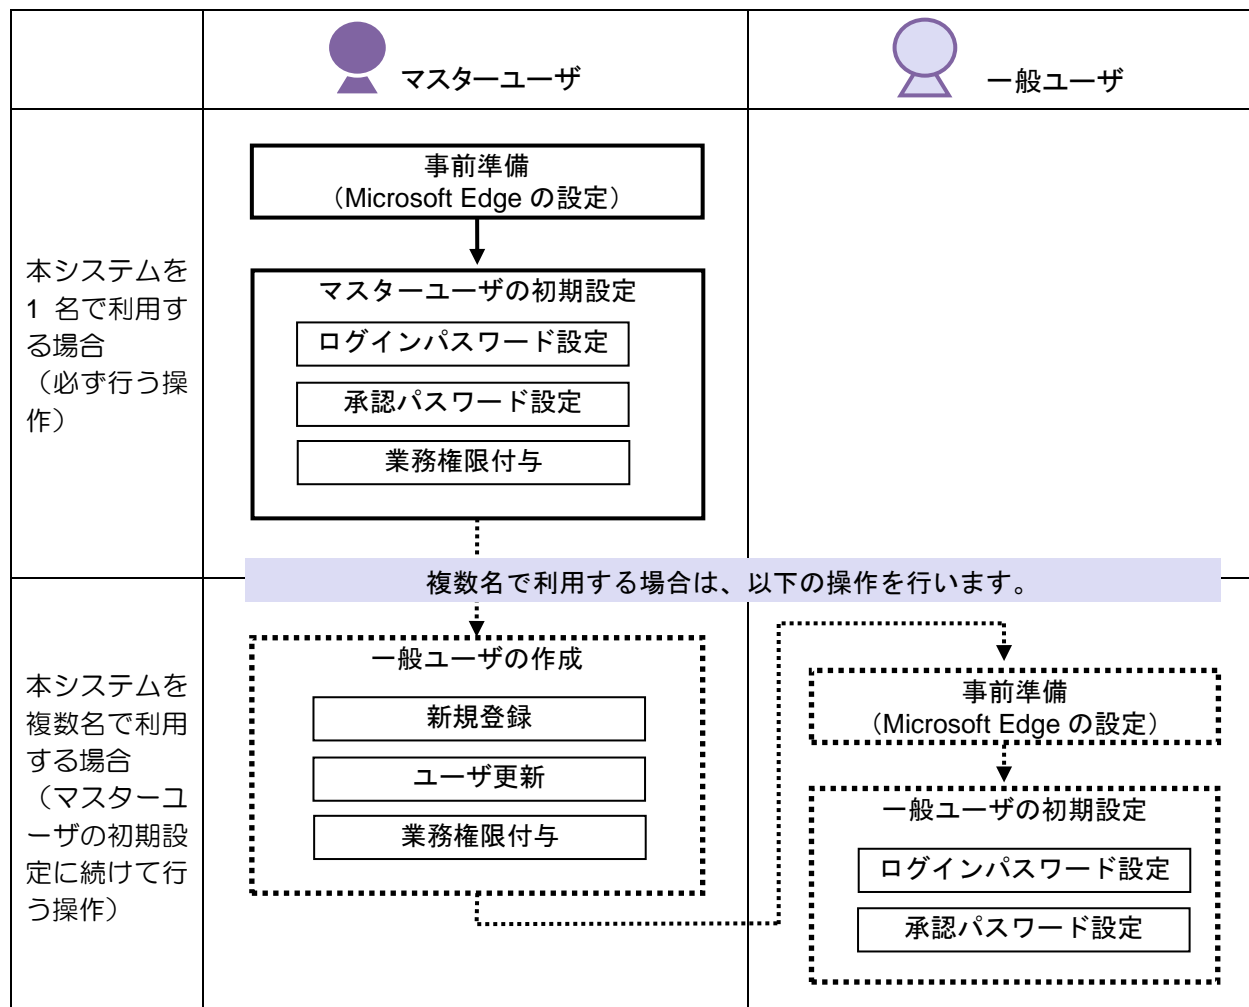 マスターユーザ
一般ユーザ
本システムを
1 名で利用す
る場合
（必ず行う操
作）
事前準備
（Microsoft Edge の設定）
マスターユーザの初期設定
ログインパスワード設定
承認パスワード設定
業務権限付与
複数名で利用する場合は、以下の操作を行います。
本システムを
複数名で利用
する場合
（マスターユ
ーザの初期設
定に続けて行
う操作）
一般ユーザの作成
新規登録
ユーザ更新
業務権限付与
事前準備
（Microsoft Edge の設定）
一般ユーザの初期設定
ログインパスワード設定
承認パスワード設定